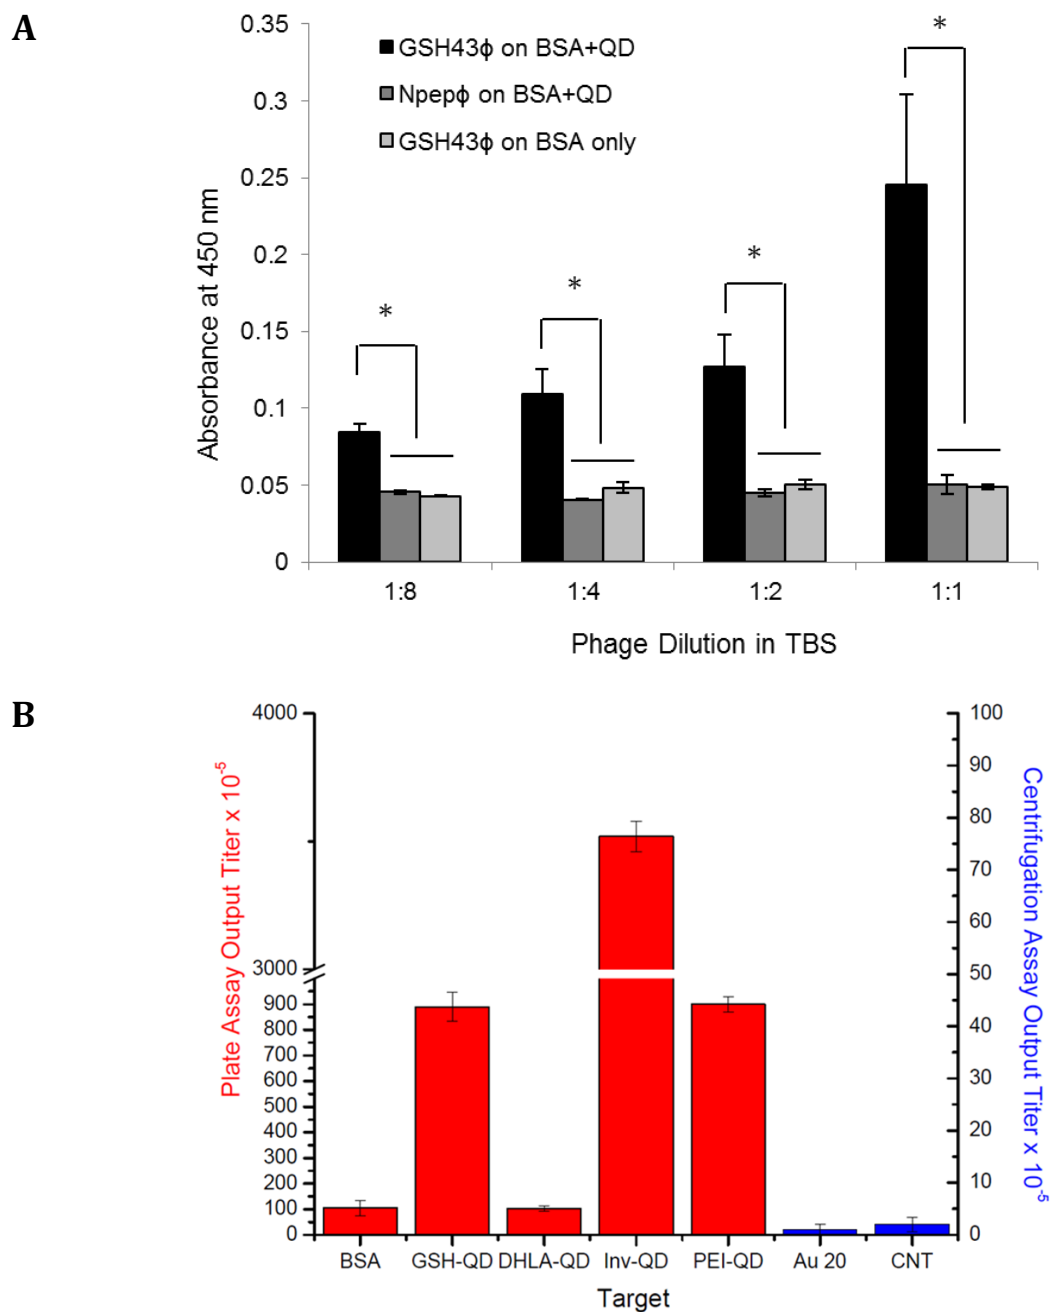 A
0.35
0.3
0.25
0.2
0.15
0.1
0.05
0
Absorbance at 450 nm
GSH43ϕ on BSA+QD
Npepϕ on BSA+QD
GSH43ϕ on BSA only
*
*
*
*
1:8 1:4 1:2 1:1
Phage Dilution in TBS
B
4000
3000
900
800
700
600
500
400
300
200
100
0
Plate Assay Output Titer x 10⁻⁵
100
90
80
70
60
50
40
30
20
10
0
Centrifugation Assay Output Titer x 10⁻⁵
BSA GSH-QD DHLA-QD Inv-QD PEI-QD Au 20 CNT
Target